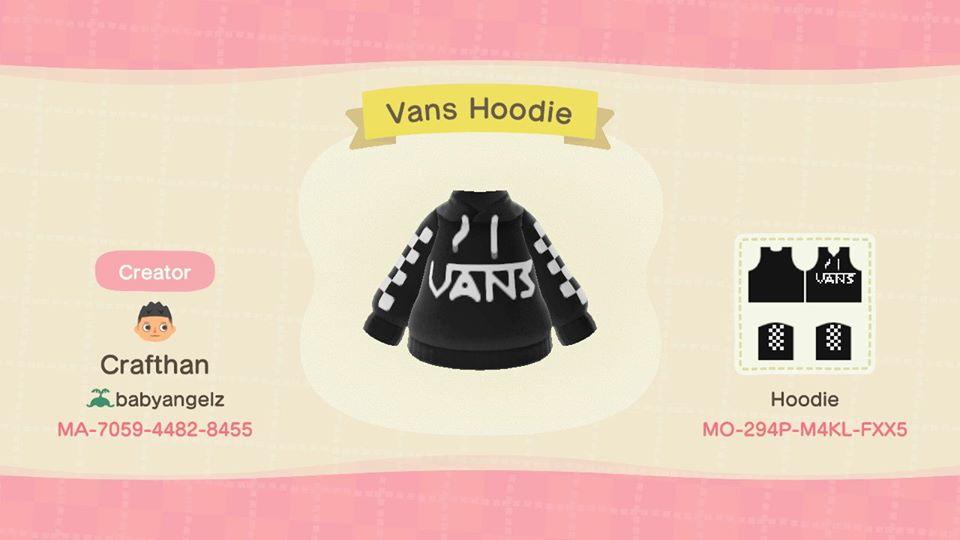 Vans Hoodie
VANS
VANS
Creator
Crafthan
babyangelz
MA-7059-4482-8455
Hoodie
MO-294P-M4KL-FXX5